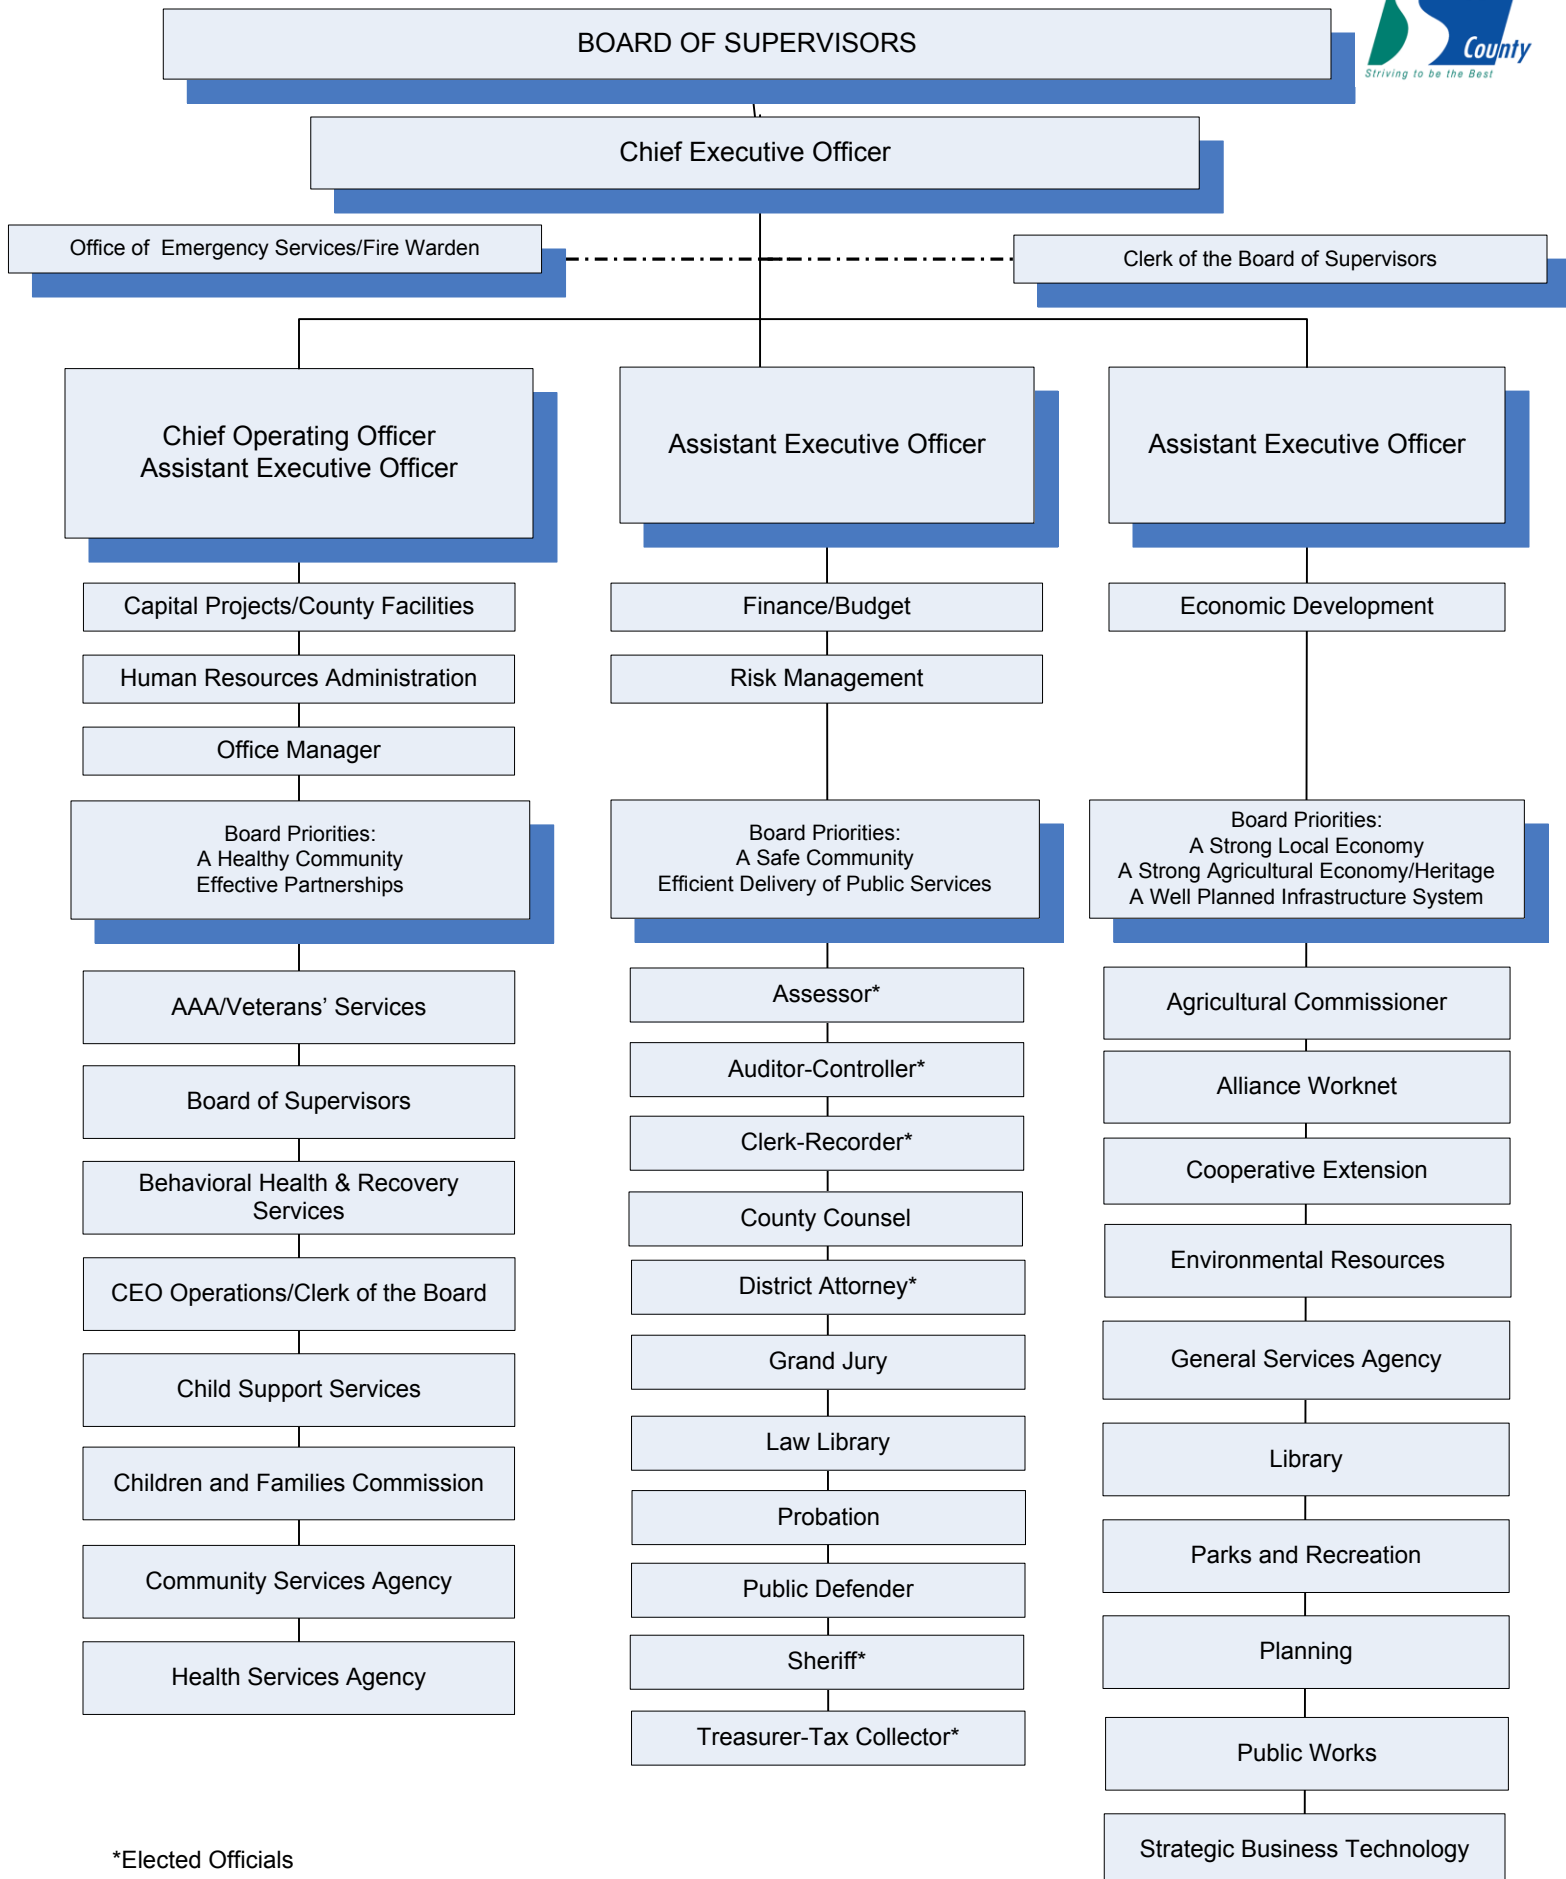 County
Striving to be the Best
BOARD OF SUPERVISORS
Chief Executive Officer
Office of Emergency Services/Fire Warden
Clerk of the Board of Supervisors
Chief Operating Officer
Assistant Executive Officer
Assistant Executive Officer
Assistant Executive Officer
Capital Projects/County Facilities
Human Resources Administration
Office Manager
Finance/Budget
Risk Management
Economic Development
Board Priorities:
A Healthy Community
Effective Partnerships
Board Priorities:
A Safe Community
Efficient Delivery of Public Services
Board Priorities:
A Strong Local Economy
A Strong Agricultural Economy/Heritage
A Well Planned Infrastructure System
AAA/Veterans’ Services
Board of Supervisors
Behavioral Health & Recovery
Services
CEO Operations/Clerk of the Board
Child Support Services
Children and Families Commission
Community Services Agency
Health Services Agency
Assessor*
Auditor-Controller*
Clerk-Recorder*
County Counsel
District Attorney*
Grand Jury
Law Library
Probation
Public Defender
Sheriff*
Treasurer-Tax Collector*
Agricultural Commissioner
Alliance Worknet
Cooperative Extension
Environmental Resources
General Services Agency
Library
Parks and Recreation
Planning
Public Works
Strategic Business Technology
*Elected Officials